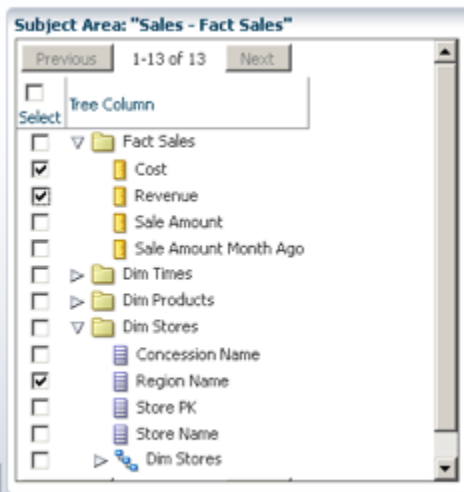 Subject Area: "Sales - Fact Sales"
Previous 1-13 of 13 Next
Select Tree Column
Fact Sales
Cost
Revenue
Sale Amount
Sale Amount Month Ago
Dim Times
Dim Products
Dim Stores
Concession Name
Region Name
Store PK
Store Name
Dim Stores